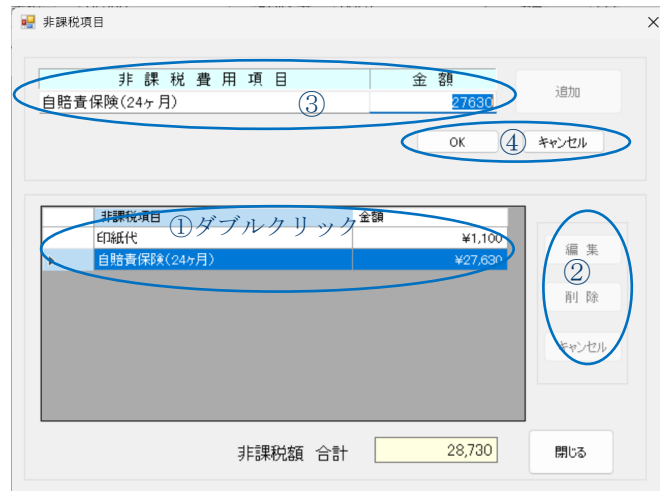 非課税項目
非 課 税 費 用 項 目 金 額
自賠責保険(24ヶ月) ③ 27630
追加
OK ④ キャンセル
非課税項目 金額
①ダブルクリック
印紙代 ¥1,100
自賠責保険(24ヶ月) ¥27,630
編 集
②
削 除
キャンセル
非課税額 合計 28,730
閉じる